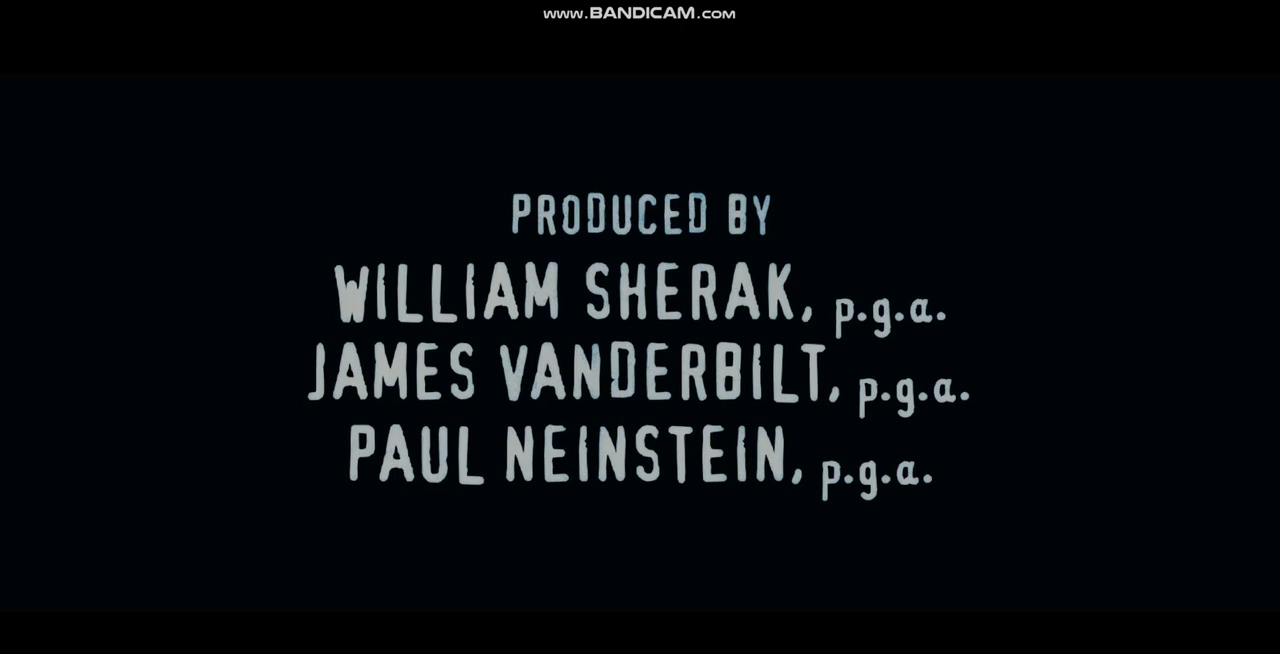 www.BANDICAM.com
PRODUCED BY
WILLIAM SHERAK, p.g.a.
JAMES VANDERBILT, p.g.a.
PAUL NEINSTEIN, p.g.a.